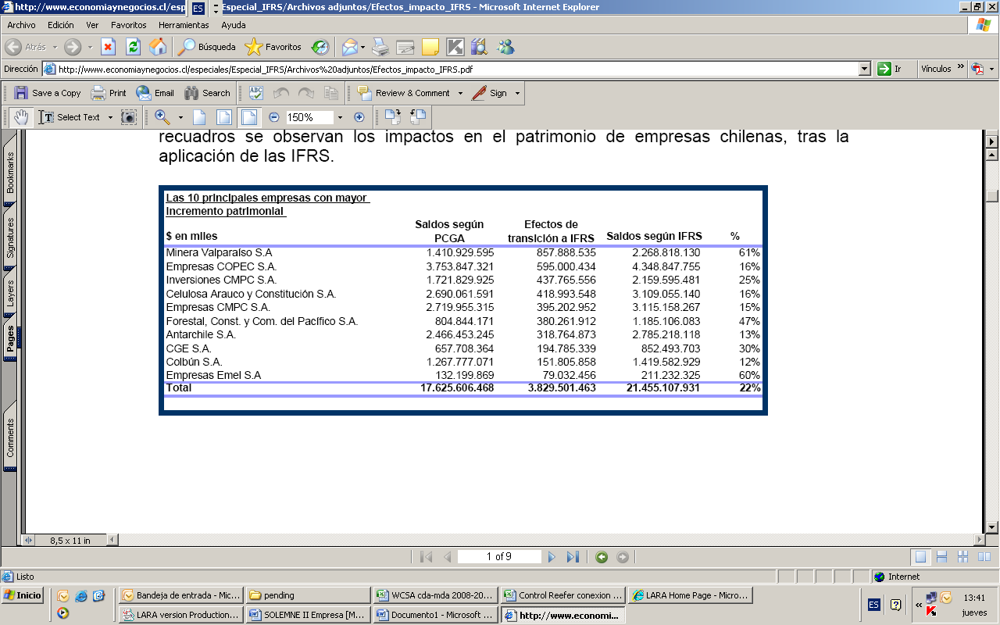 http://www.economiaynegocios.cl/esp ES Especial_IFRS/Archivos adjuntos/Efectos_impacto_IFRS - Microsoft Internet Explorer
Archivo Edición Ver Favoritos Herramientas Ayuda
Atrás Búsqueda Favoritos
Dirección http://www.economiaynegocios.cl/especiales/Especial_IFRS/Archivos%20adjuntos/Efectos_impacto_IFRS.pdf Ir Vínculos »
Save a Copy Print Email Search Review & Comment Sign
Select Text 150%
Bookmarks
Signatures
Layers
Pages
Comments
recuadros se observan los impactos en el patrimonio de empresas chilenas, tras la
aplicación de las IFRS.
Las 10 principales empresas con mayor
Incremento patrimonial
$ en miles Saldos según PCGA Efectos de transición a IFRS Saldos según IFRS %
Minera Valparaíso S.A 1.410.929.595 857.888.535 2.268.818.130 61%
Empresas COPEC S.A. 3.753.847.321 595.000.434 4.348.847.755 16%
Inversiones CMPC S.A. 1.721.829.925 437.765.556 2.159.595.481 25%
Celulosa Arauco y Constitución S.A. 2.690.061.591 418.993.548 3.109.055.140 16%
Empresas CMPC S.A. 2.719.955.315 395.202.952 3.115.158.267 15%
Forestal, Const. y Com. del Pacífico S.A. 804.844.171 380.261.912 1.185.106.083 47%
Antarchile S.A. 2.466.453.245 318.764.873 2.785.218.118 13%
CGE S.A. 657.708.364 194.785.339 852.493.703 30%
Colbún S.A. 1.267.777.071 151.805.858 1.419.582.929 12%
Empresas Emel S.A 132.199.869 79.032.456 211.232.325 60%
Total 17.625.606.468 3.829.501.463 21.455.107.931 22%
8,5 x 11 in
1 of 9
Listo Internet
Inicio Bandeja de entrada - Mic... pending WCSA cda-mda 2008-20... Control Reefer conexion ... LARA Home Page - Micro... 13:41
LARA version Production... SOLEMNE II Empresa [M... Documento1 - Microsoft ... http://www.economi... ES « jueves